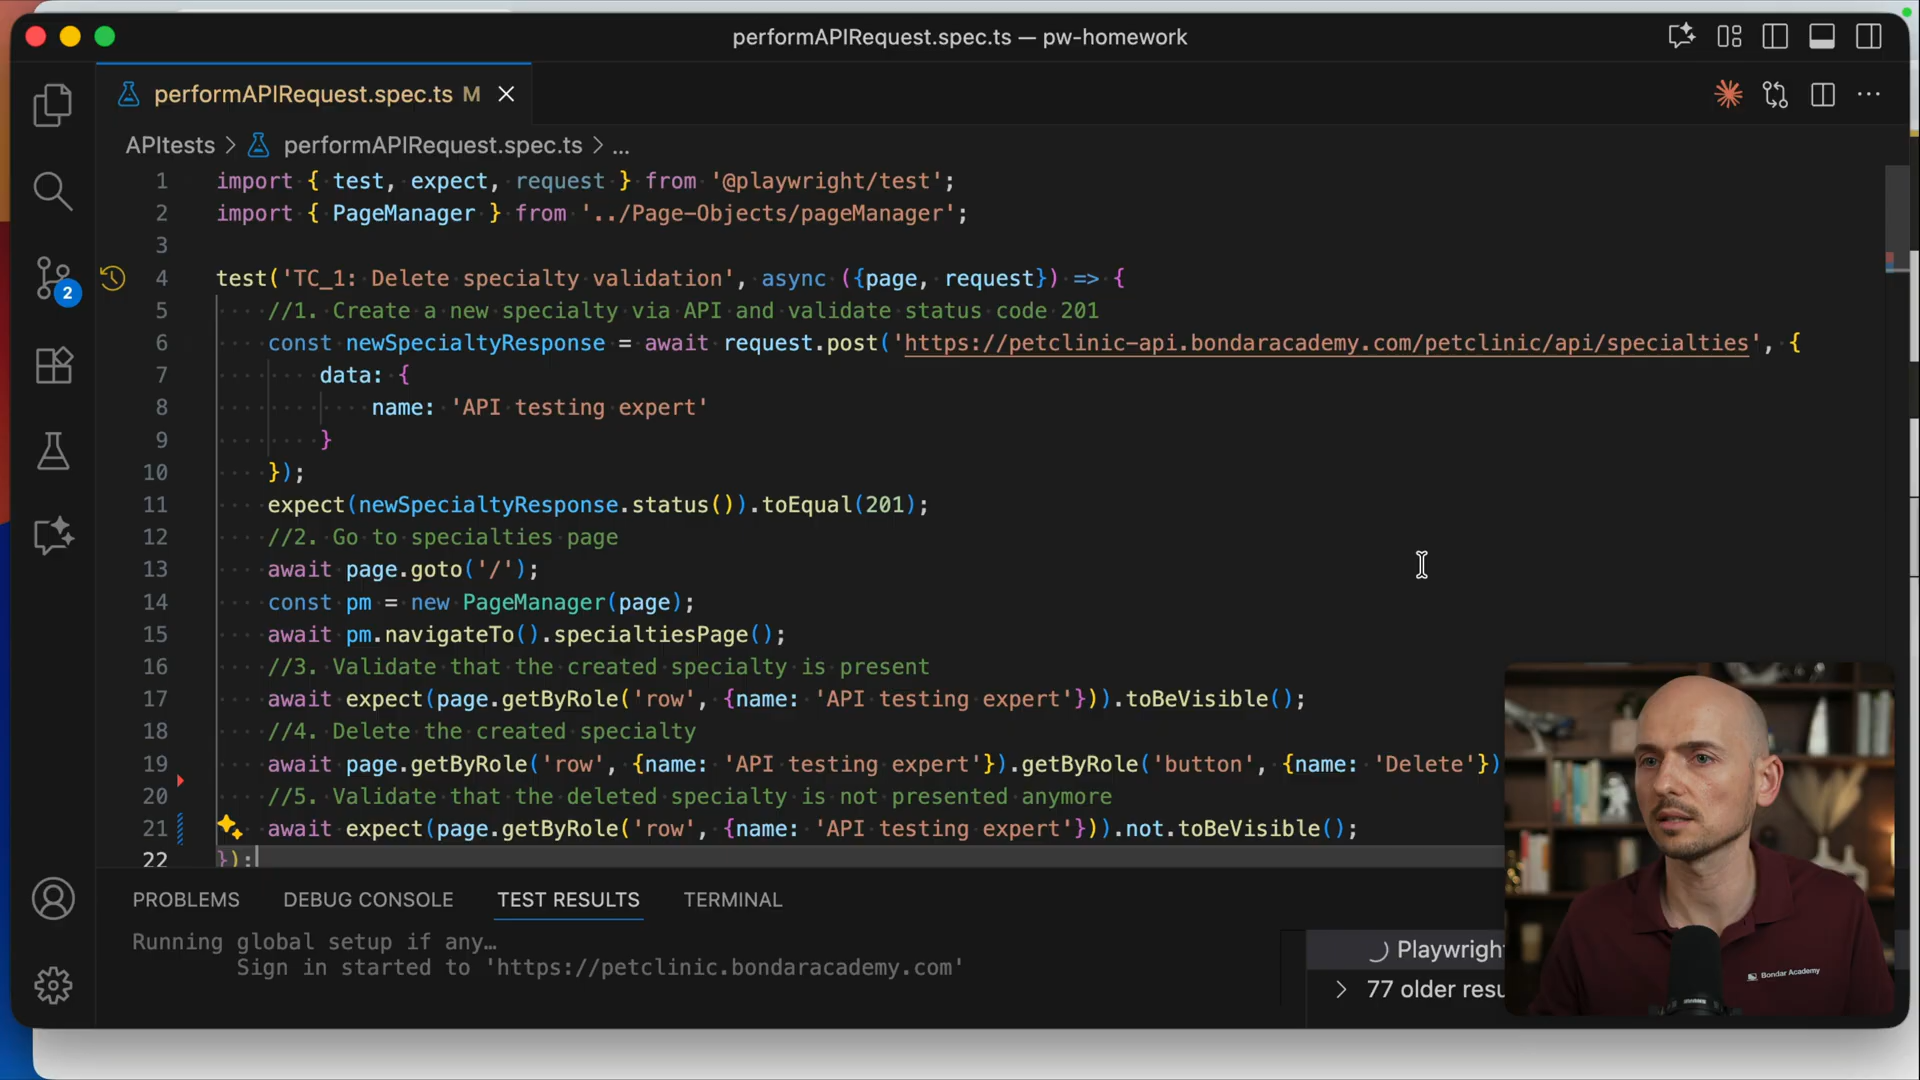 performAPIRequest.spec.ts — pw-homework
performAPIRequest.spec.ts M
APItests > performAPIRequest.spec.ts > ...
1 import { test, expect, request } from '@playwright/test';
2 import { PageManager } from '../Page-Objects/pageManager';
3
4 test('TC_1: Delete specialty validation', async ({page, request}) => {
5 //1. Create a new specialty via API and validate status code 201
6 const newSpecialtyResponse = await request.post('https://petclinic-api.bondaracademy.com/petclinic/api/specialties', {
7 data: {
8 name: 'API testing expert'
9 }
10 });
11 expect(newSpecialtyResponse.status()).toEqual(201);
12 //2. Go to specialties page
13 await page.goto('/');
14 const pm = new PageManager(page);
15 await pm.navigateTo().specialtiesPage();
16 //3. Validate that the created specialty is present
17 await expect(page.getByRole('row', {name: 'API testing expert'})).toBeVisible();
18 //4. Delete the created specialty
19 await page.getByRole('row', {name: 'API testing expert'}).getByRole('button', {name: 'Delete'})
20 //5. Validate that the deleted specialty is not presented anymore
21 await expect(page.getByRole('row', {name: 'API testing expert'})).not.toBeVisible();
22 });
2
PROBLEMS DEBUG CONSOLE TEST RESULTS TERMINAL
Running global setup if any…
Sign in started to 'https://petclinic.bondaracademy.com'
Playwright
77 older resu
Bondar Academy